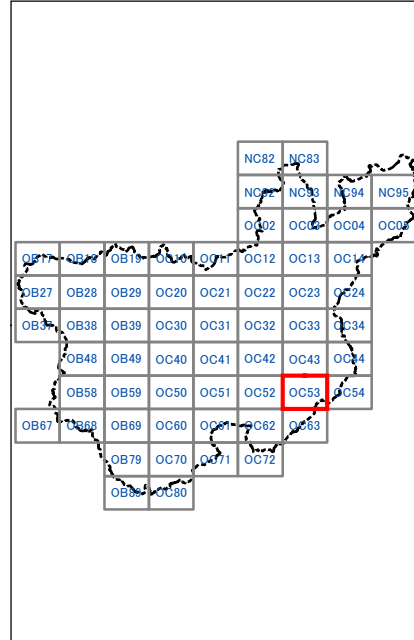 NC82 NC83
NC92 NC93 NC94 NC95
OC02 OC03 OC04 OC05
OB17 OB18 OB19 OC10 OC11 OC12 OC13 OC14
OB27 OB28 OB29 OC20 OC21 OC22 OC23 OC24
OB37 OB38 OB39 OC30 OC31 OC32 OC33 OC34
OB48 OB49 OC40 OC41 OC42 OC43 OC44
OB58 OB59 OC50 OC51 OC52 OC53 OC54
OB67 OB68 OB69 OC60 OC61 OC62 OC63
OB79 OC70 OC71 OC72
OB89 OC80